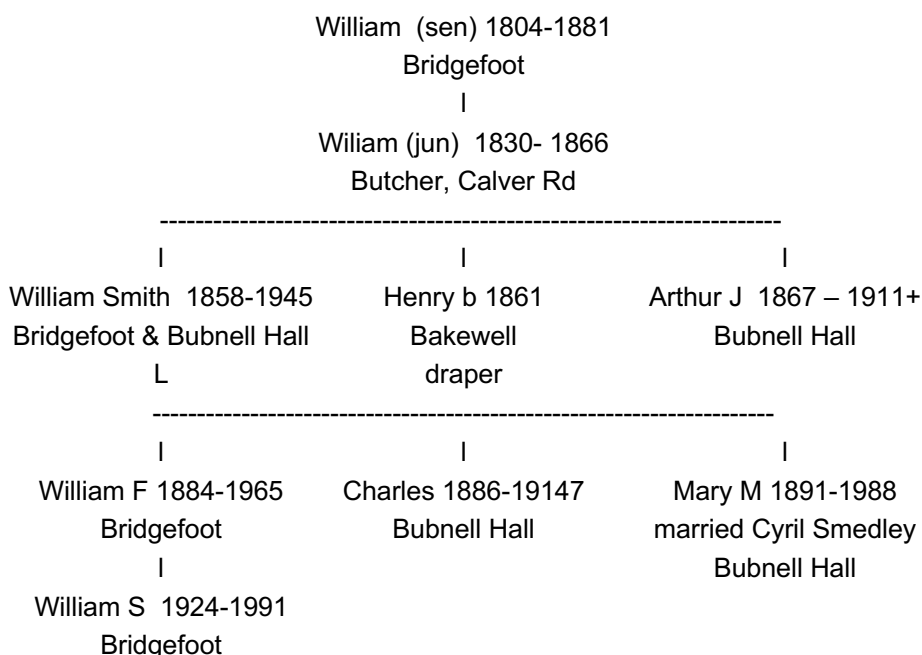 William (sen) 1804-1881
Bridgefoot
l
Wiliam (jun) 1830- 1866
Butcher, Calver Rd
---------------------------------------------------------------------
l l l
William Smith 1858-1945 Henry b 1861 Arthur J 1867 – 1911+
Bridgefoot & Bubnell Hall Bakewell Bubnell Hall
L draper
---------------------------------------------------------------------
l l l
William F 1884-1965 Charles 1886-19147 Mary M 1891-1988
Bridgefoot Bubnell Hall married Cyril Smedley
l Bubnell Hall
William S 1924-1991
Bridgefoot